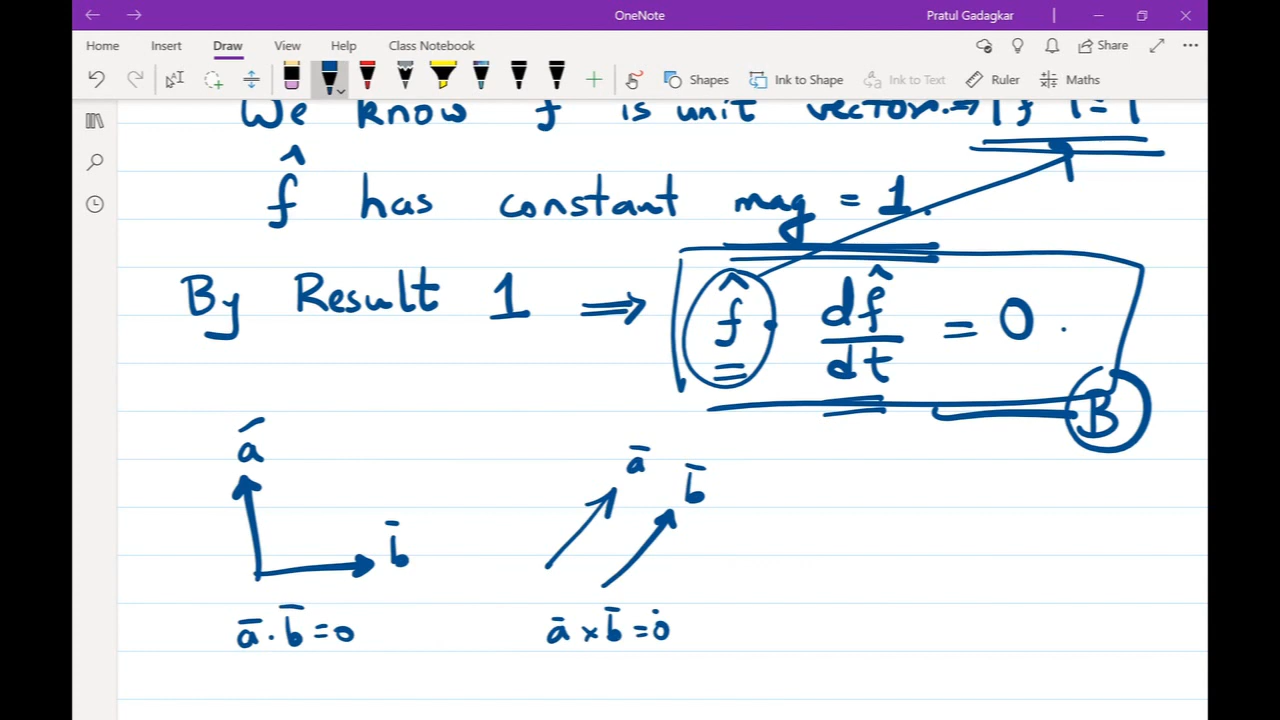 OneNote
Pratul Gadagkar
Home Insert Draw View Help Class Notebook
Share
Shapes Ink to Shape Ink to Text Ruler Maths
We know f is unit vector. ⇒ |f| = 1
f̂ has constant mag = 1.
By Result 1 ⇒ f̂ · df̂/dt = 0.
B
ā ā b̄
b̄
ā · b̄ = 0 ā × b̄ = 0